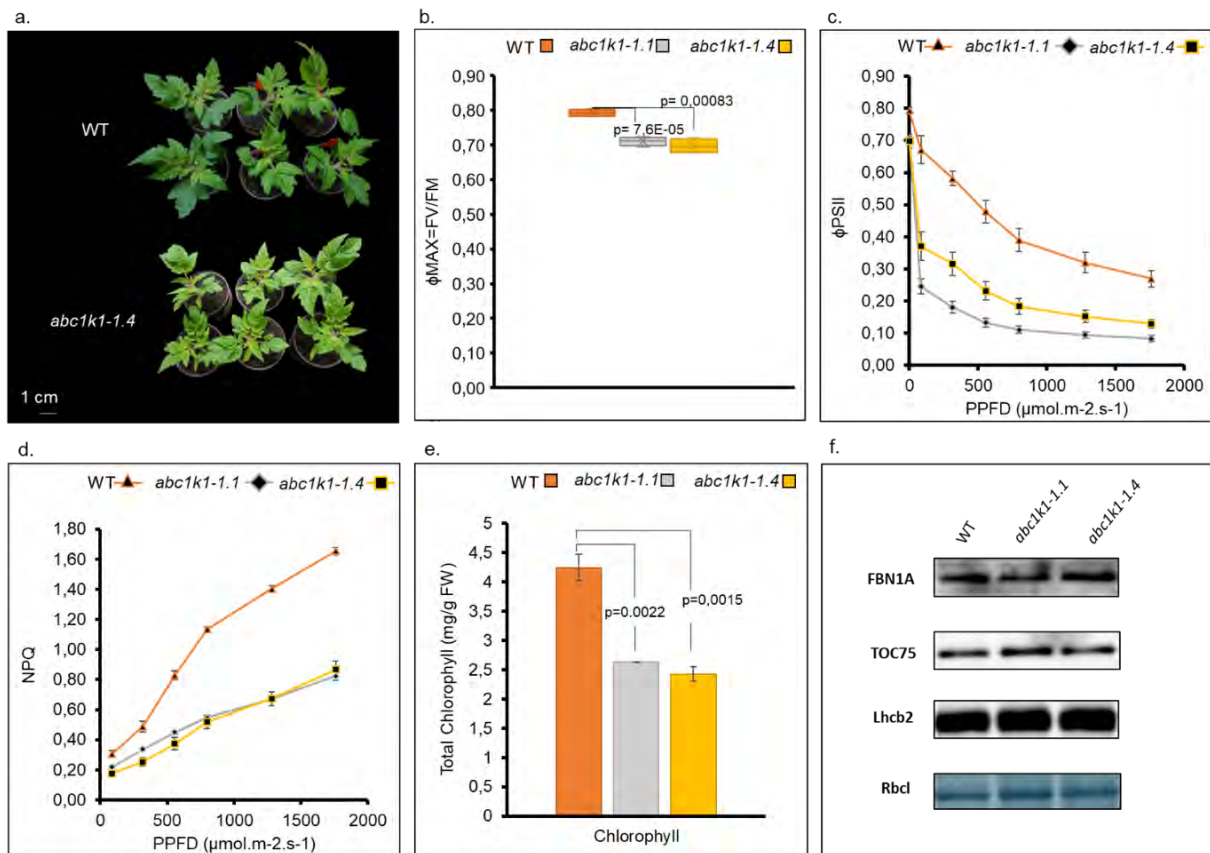 a.
WT
abc1k1-1.4
1 cm
b.
WT abc1k1-1.1 abc1k1-1.4
0,90
0,80
0,70
0,60
0,50
0,40
0,30
0,20
0,10
0,00
ϕMAX=FV/FM
p= 0,00083
p= 7,6E-05
c.
WT abc1k1-1.1 abc1k1-1.4
0,90
0,80
0,70
0,60
0,50
0,40
0,30
0,20
0,10
0,00
ϕPSII
0 500 1000 1500 2000
PPFD (µmol.m-2.s-1)
d.
WT abc1k1-1.1 abc1k1-1.4
1,80
1,60
1,40
1,20
1,00
0,80
0,60
0,40
0,20
0,00
NPQ
0 500 1000 1500 2000
PPFD (µmol.m-2.s-1)
e.
WT abc1k1-1.1 abc1k1-1.4
5
4,5
4
3,5
3
2,5
2
1,5
1
0,5
0
Total Chlorophyll (mg/g FW)
p=0.0022
p=0,0015
Chlorophyll
f.
WT abc1k1-1.1 abc1k1-1.4
FBN1A
TOC75
Lhcb2
Rbcl